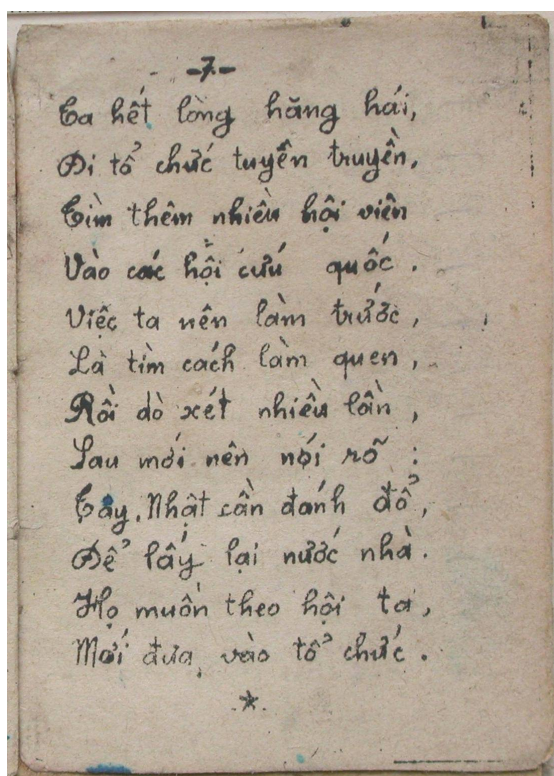 -7-
Ta hết lòng hăng hái,
Đi tổ chức tuyên truyền,
Tìm thêm nhiều hội viên
Vào các hội cứu quốc.
Việc ta nên làm trước,
Là tìm cách làm quen,
Rồi dò xét nhiều lần,
Sau mới nên nói rõ:
Tây, Nhật cần đánh đổ,
Để lấy lại nước nhà.
Họ muốn theo hội ta,
Mới đưa vào tổ chức.
*